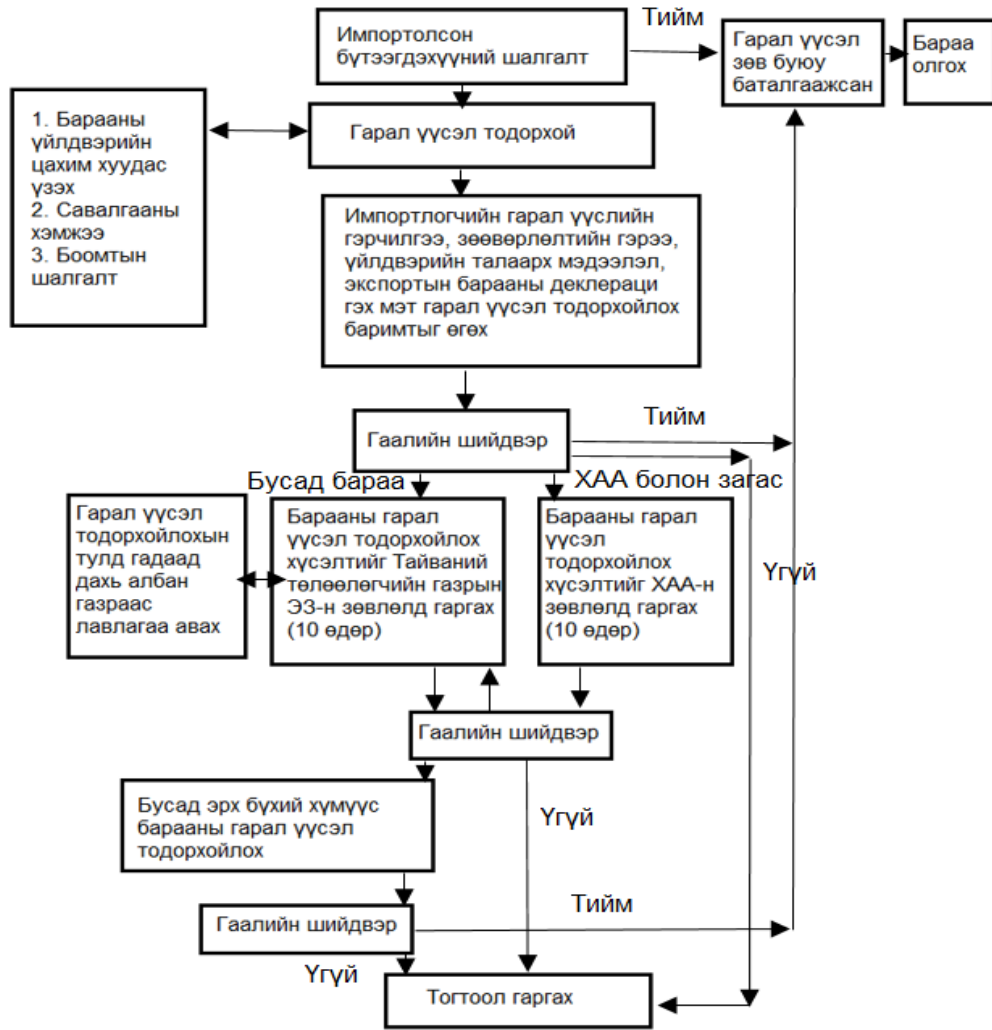 Импортолсон
бүтээгдэхүүний шалгалт
Тийм
Гарал үүсэл
зөв буюу
баталгаажсан
Бараа
олгох
1. Барааны
үйлдвэрийн
цахим хуудас
үзэх
2. Савалгааны
хэмжээ
3. Боомтын
шалгалт
Гарал үүсэл тодорхой
Импортлогчийн гарал үүслийн
гэрчилгээ, зөөвөрлөлтийн гэрээ,
үйлдвэрийн талаарх мэдээлэл,
экспортын барааны деклераци
гэх мэт гарал үүсэл тодорхойлох
баримтыг өгөх
Гаалийн шийдвэр
Тийм
Бусад бараа
ХАА болон загас
Гарал үүсэл
тодорхойлохын
тулд гадаад
дахь албан
газраас
лавлагаа авах
Барааны гарал
үүсэл тодорхойлох
хүсэлтийг Тайваний
төлөөлөгчийн газрын
ЭЗ-н зөвлөлд гаргах
(10 өдөр)
Барааны гарал
үүсэл
тодорхойлох
хүсэлтийг ХАА-н
зөвлөлд гаргах
(10 өдөр)
Үгүй
Гаалийн шийдвэр
Бусад эрх бүхий хүмүүс
барааны гарал үүсэл
тодорхойлох
Үгүй
Гаалийн шийдвэр
Тийм
Үгүй
Тогтоол гаргах